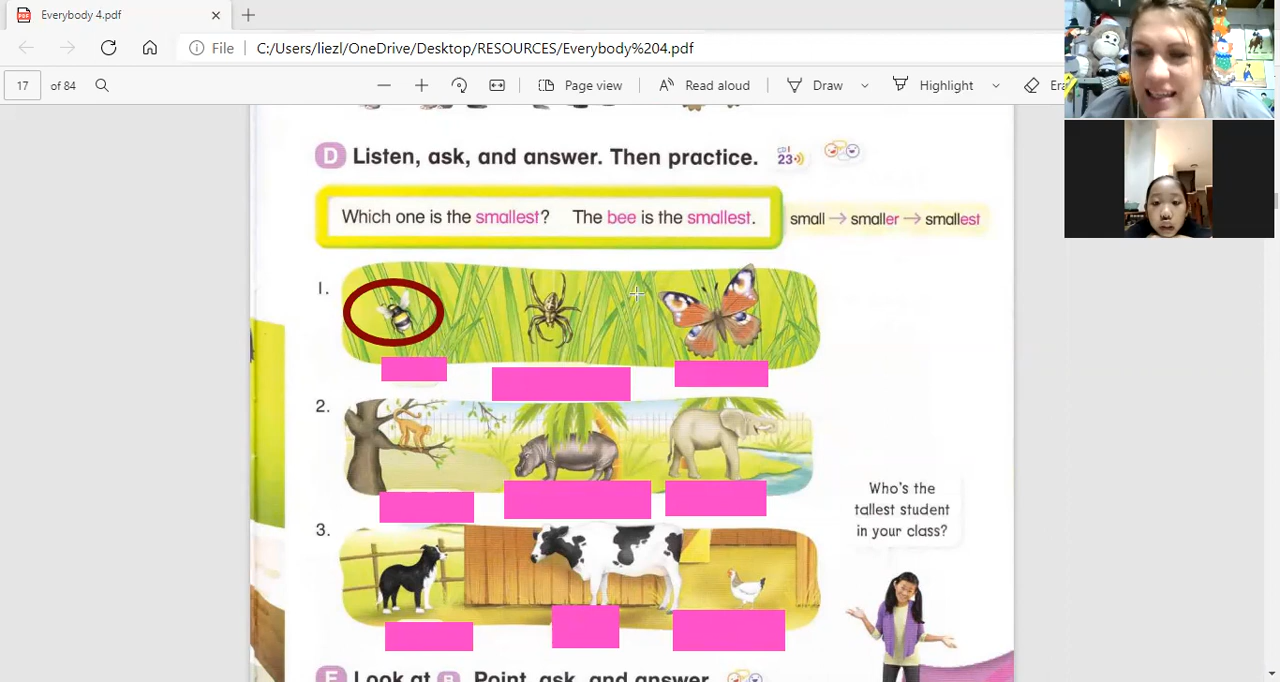 Everybody 4.pdf
File C:/Users/liezl/OneDrive/Desktop/RESOURCES/Everybody%204.pdf
17 of 84 Page view Read aloud Draw Highlight
D Listen, ask, and answer. Then practice. 23
Which one is the smallest? The bee is the smallest. small → smaller → smallest
1.
2.
Who's the
tallest student
in your class?
3.
E Look at B. Point, ask, and answer.